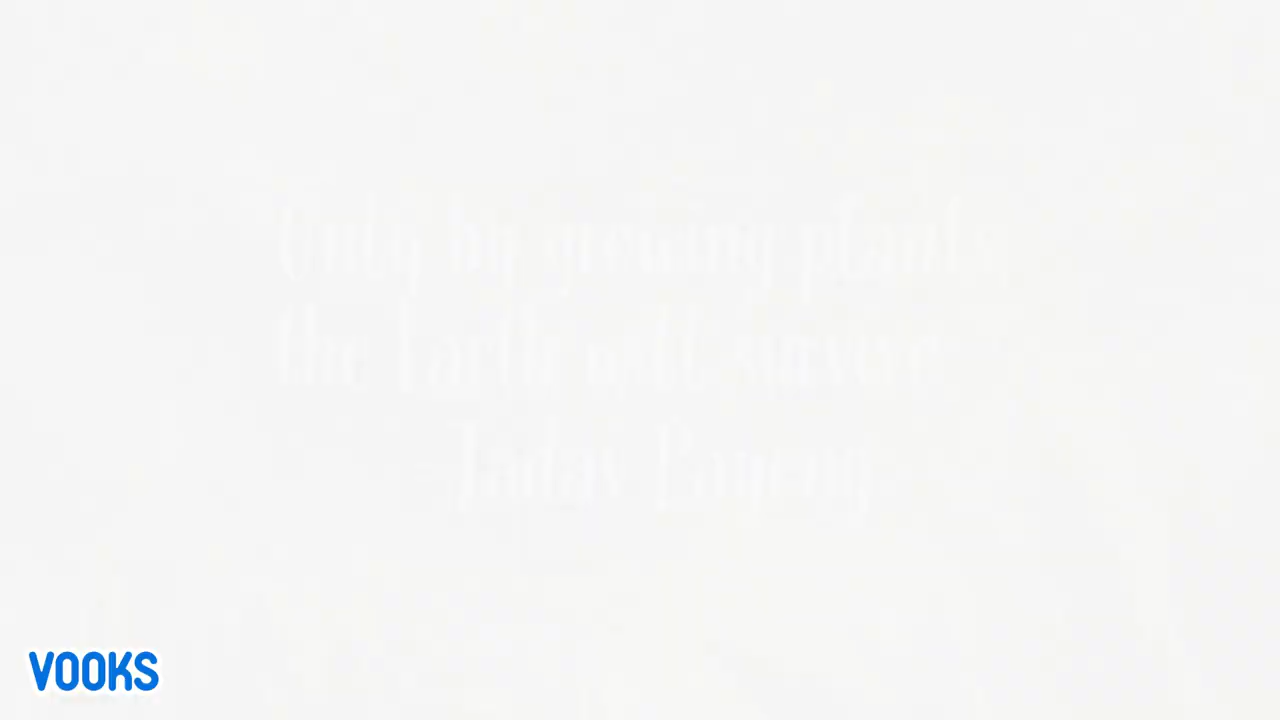 Only by growing plants,
the Earth will survive
-Jadav Payeng
VOOKS